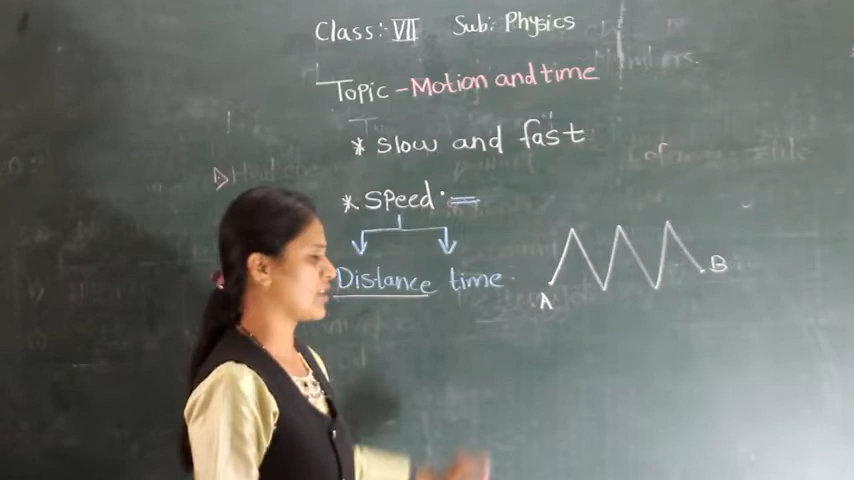 Class:- VII Sub: Physics
Topic - Motion and time
* Slow and fast
* Speed. =
Distance time.
A B